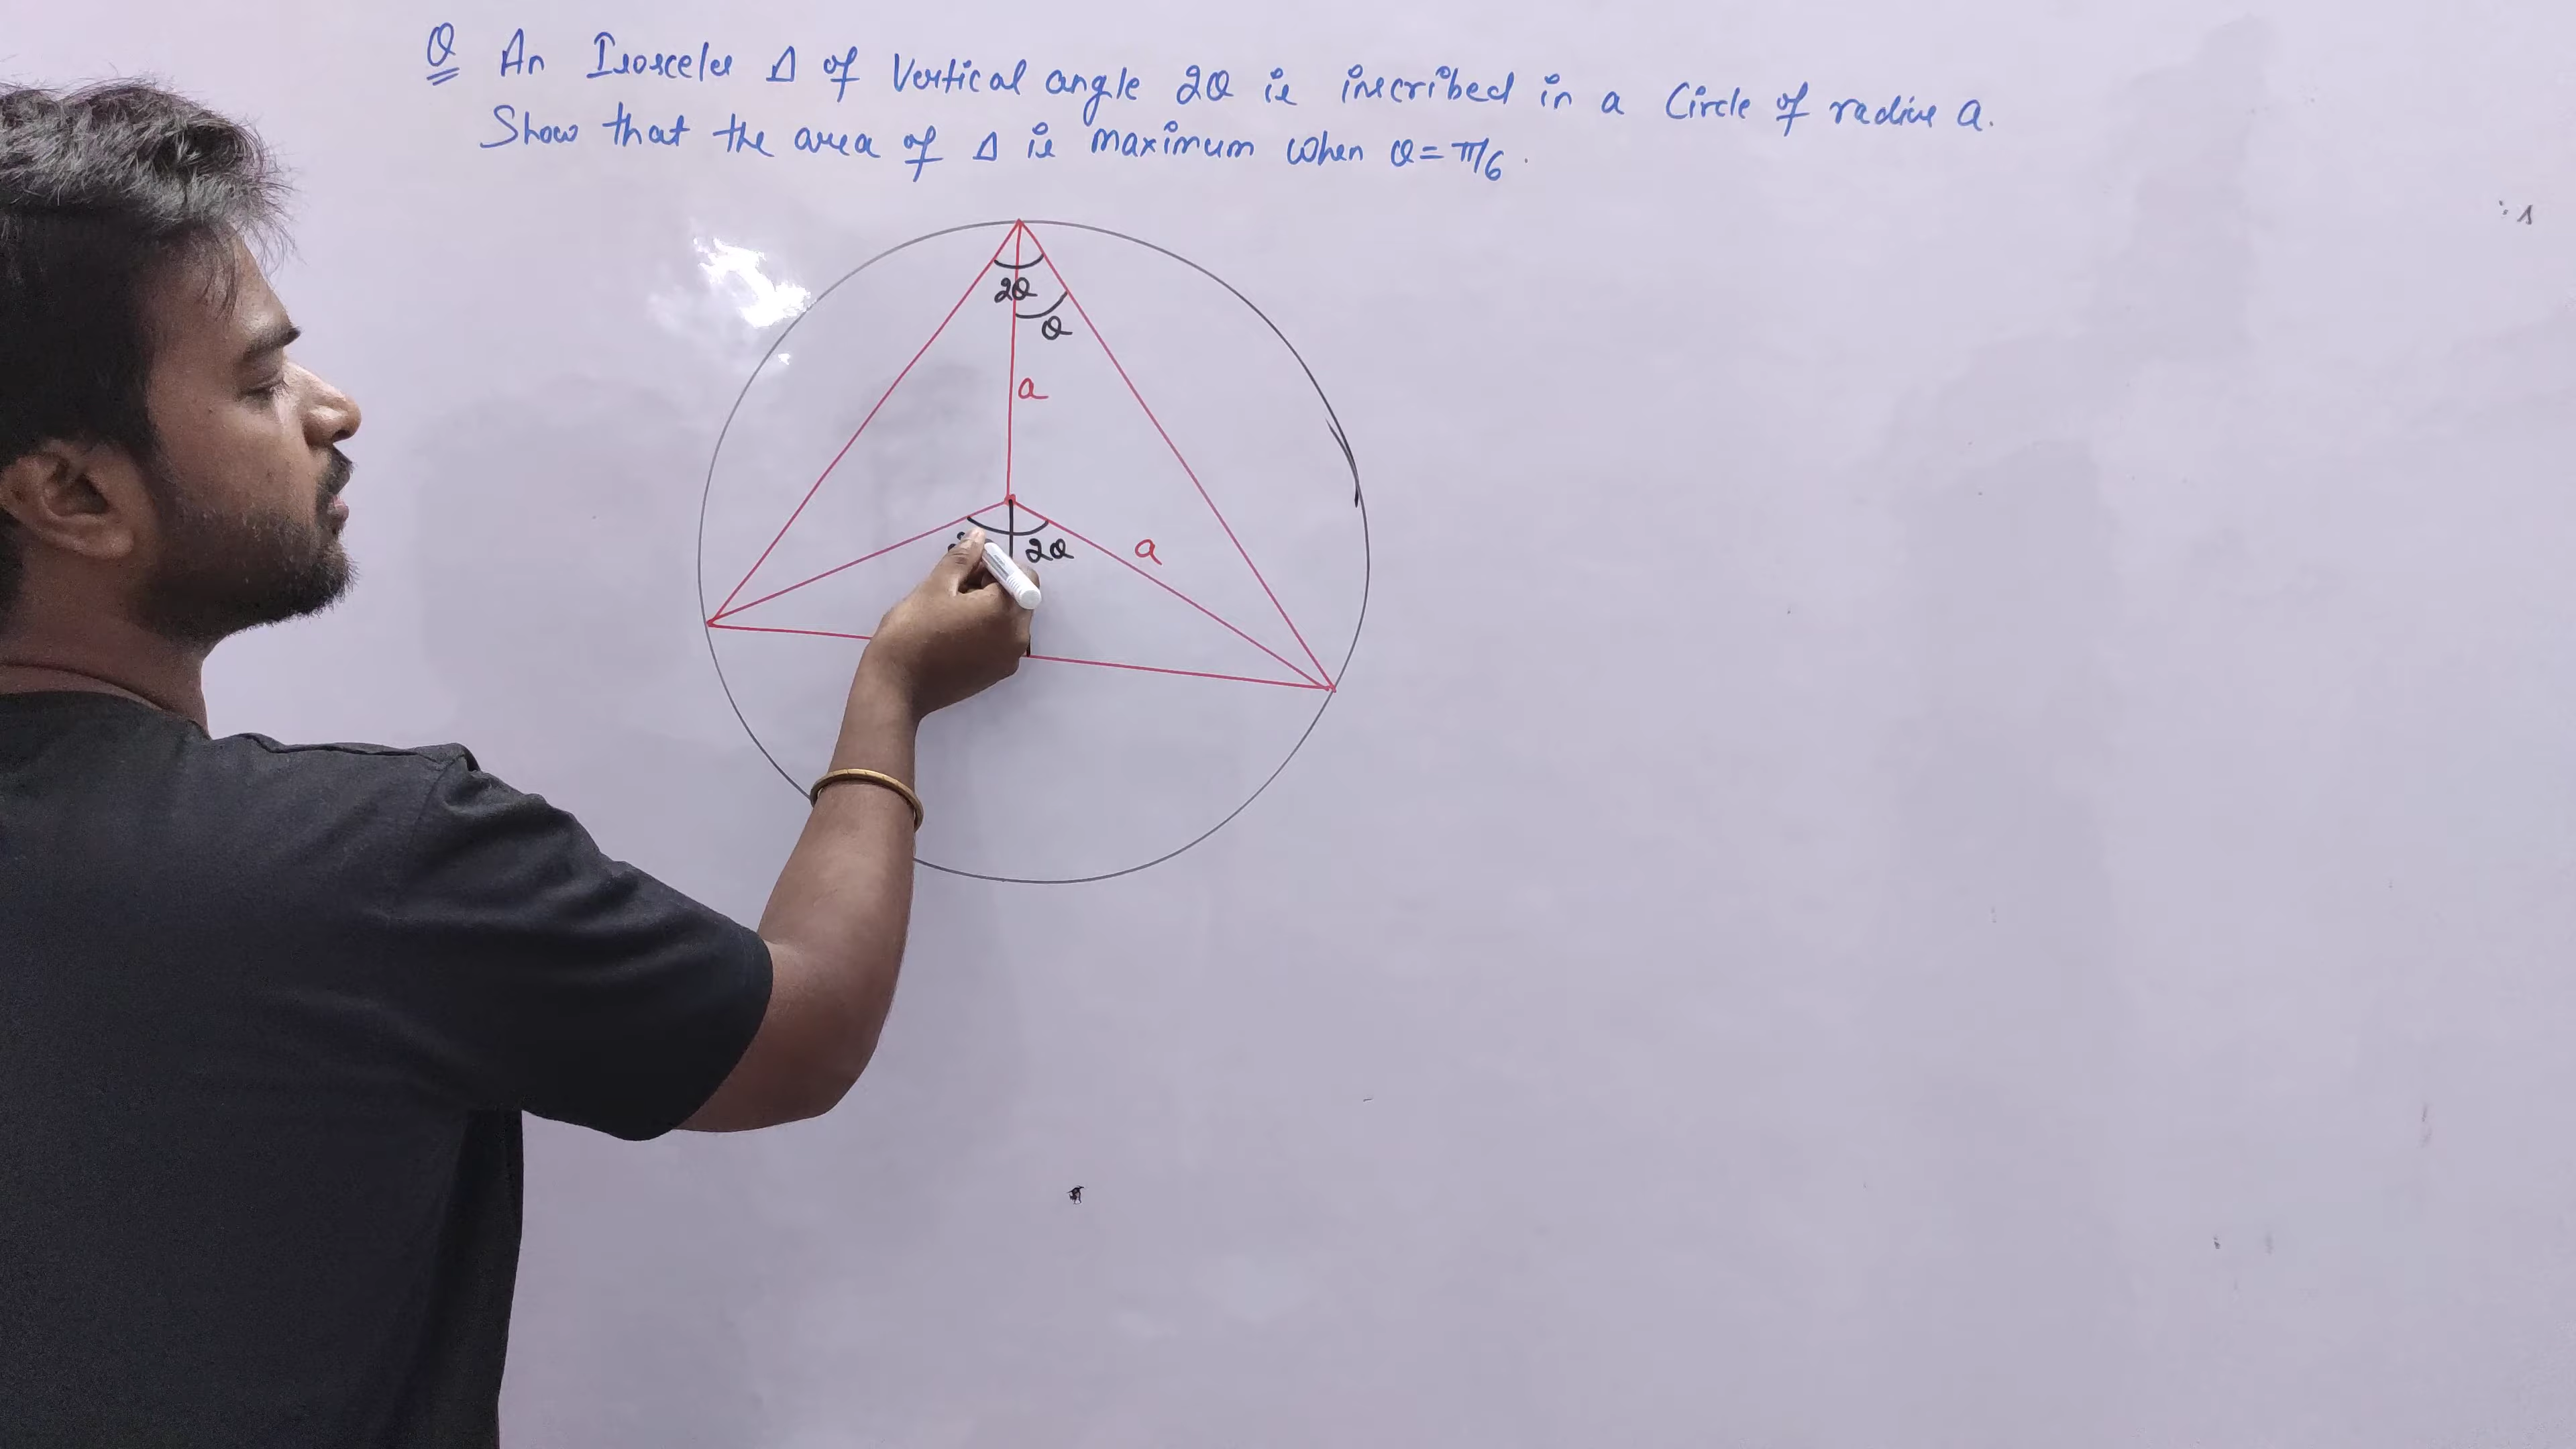 Q An Isosceles Δ of Vertical angle 2θ is inscribed in a Circle of radius a.
Show that the area of Δ is maximum when θ = π/6.
2θ
θ
a
2θ
a